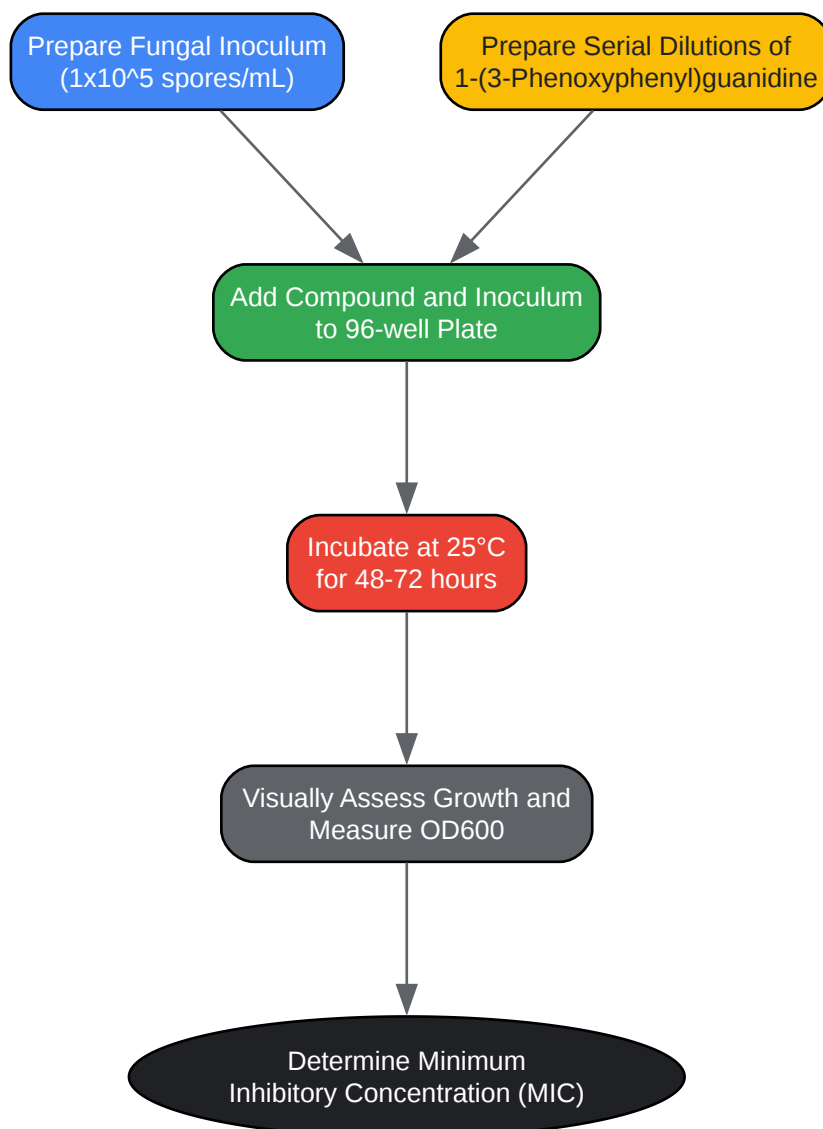 Prepare Fungal Inoculum
(1x10^5 spores/mL)
Prepare Serial Dilutions of
1-(3-Phenoxyphenyl)guanidine
Add Compound and Inoculum
to 96-well Plate
Incubate at 25°C
for 48-72 hours
Visually Assess Growth and
Measure OD600
Determine Minimum
Inhibitory Concentration (MIC)